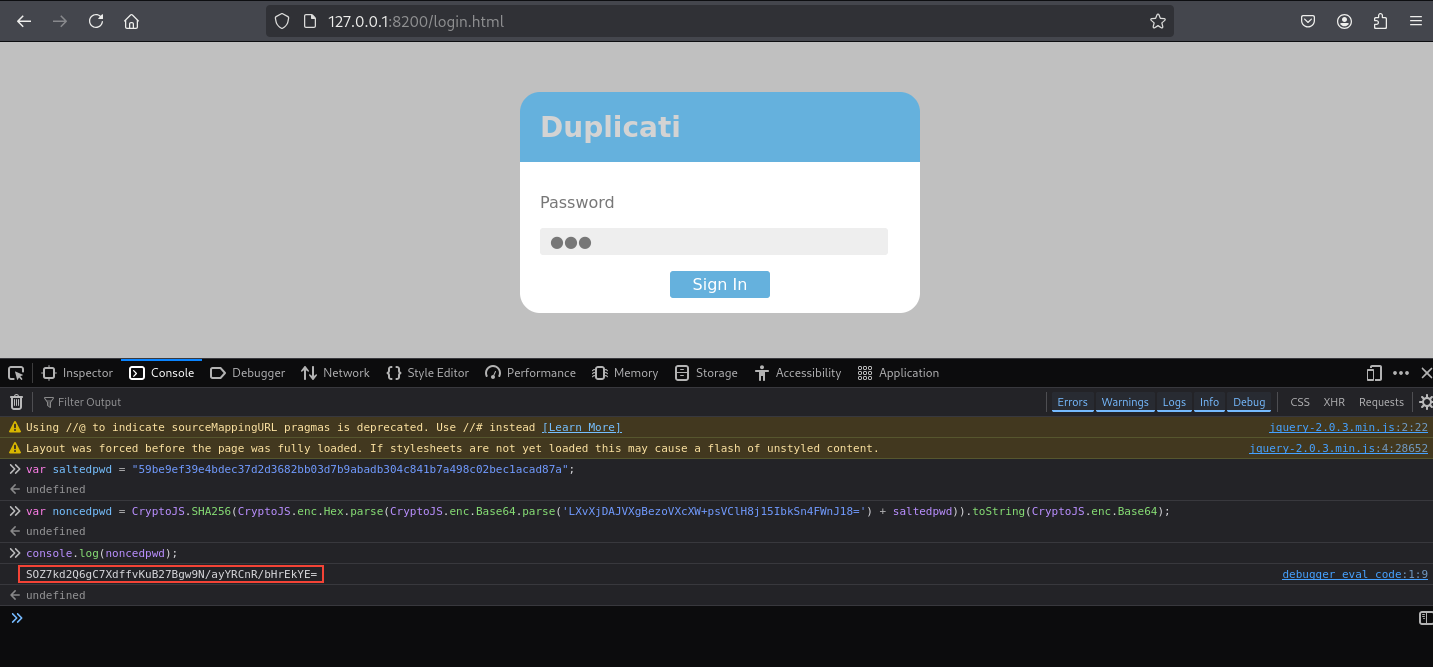 127.0.0.1:8200/login.html
Duplicati
Password
Sign In
Inspector Console Debugger Network Style Editor Performance Memory Storage Accessibility Application
Filter Output Errors Warnings Logs Info Debug CSS XHR Requests
Using //@ to indicate sourceMappingURL pragmas is deprecated. Use //# instead [Learn More] jquery-2.0.3.min.js:2:22
Layout was forced before the page was fully loaded. If stylesheets are not yet loaded this may cause a flash of unstyled content. jquery-2.0.3.min.js:4:28652
var saltedpwd = "59be9ef39e4bdec37d2d3682bb03d7b9abadb304c841b7a498c02bec1acad87a";
undefined
var noncedpwd = CryptoJS.SHA256(CryptoJS.enc.Hex.parse(CryptoJS.enc.Base64.parse('LXvXjDAJVXgBezoVXcXW+psVClH8j15IbkSn4FWnJ18=') + saltedpwd)).toString(CryptoJS.enc.Base64);
undefined
console.log(noncedpwd);
SOZ7kd2Q6gC7XdffvKuB27Bgw9N/ayYRCnR/bHrEkYE= debugger eval code:1:9
undefined